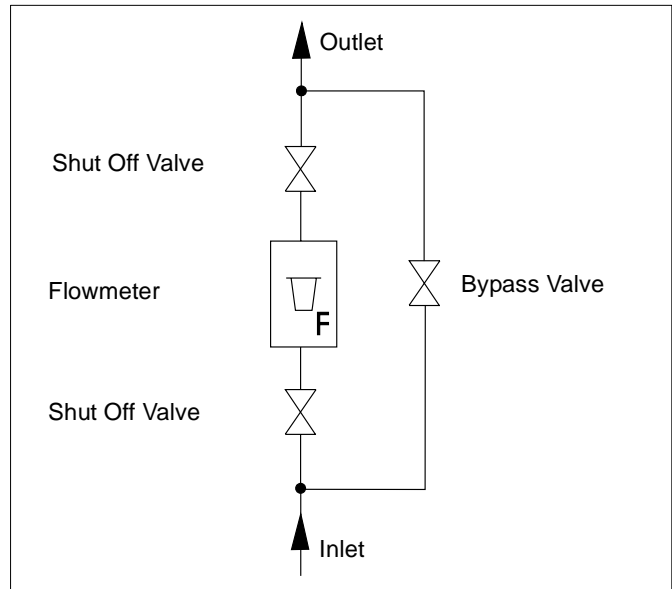 Outlet
Shut Off Valve
Flowmeter
F
Bypass Valve
Shut Off Valve
Inlet